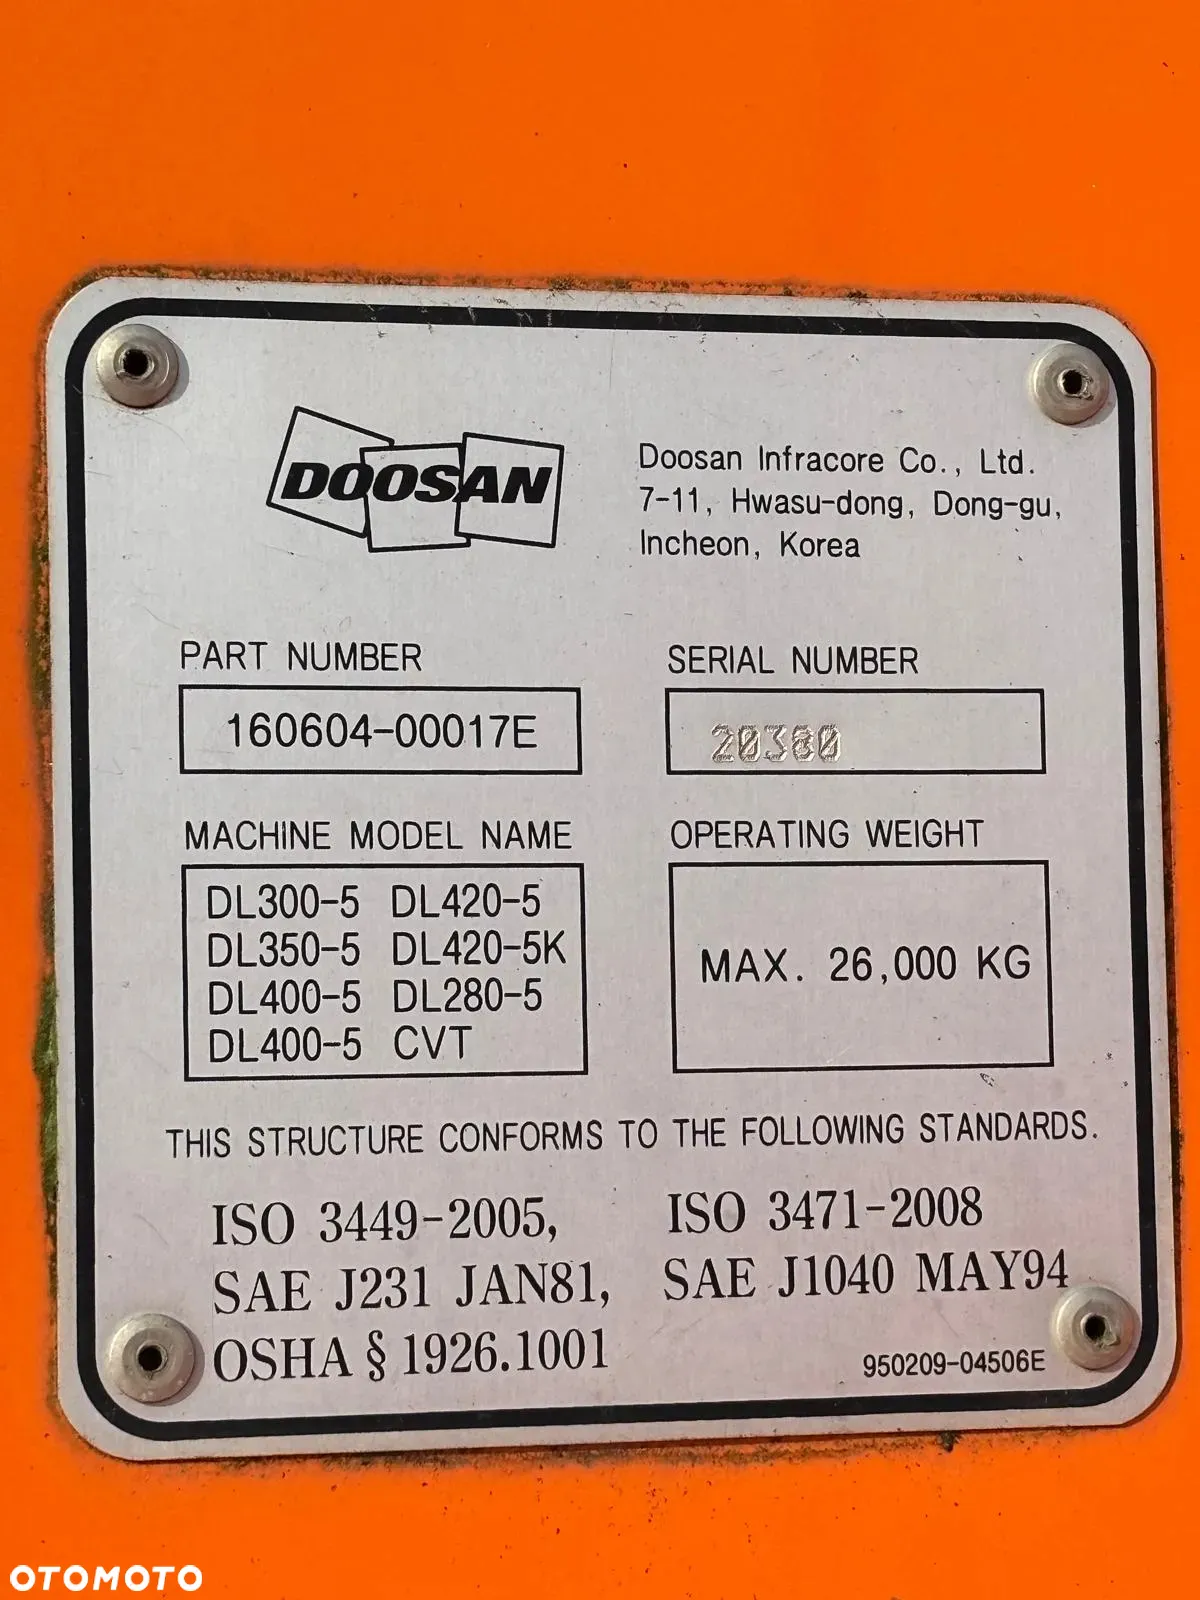 DOOSAN
Doosan Infracore Co., Ltd.
7-11, Hwasu-dong, Dong-gu,
Incheon, Korea
PART NUMBER
160604-00017E
SERIAL NUMBER
20380
MACHINE MODEL NAME
DL300-5 DL420-5
DL350-5 DL420-5K
DL400-5 DL280-5
DL400-5 CVT
OPERATING WEIGHT
MAX. 26,000 KG
THIS STRUCTURE CONFORMS TO THE FOLLOWING STANDARDS.
ISO 3449-2005, ISO 3471-2008
SAE J231 JAN81, SAE J1040 MAY94
OSHA § 1926.1001
950209-04506E
OTOMOTO